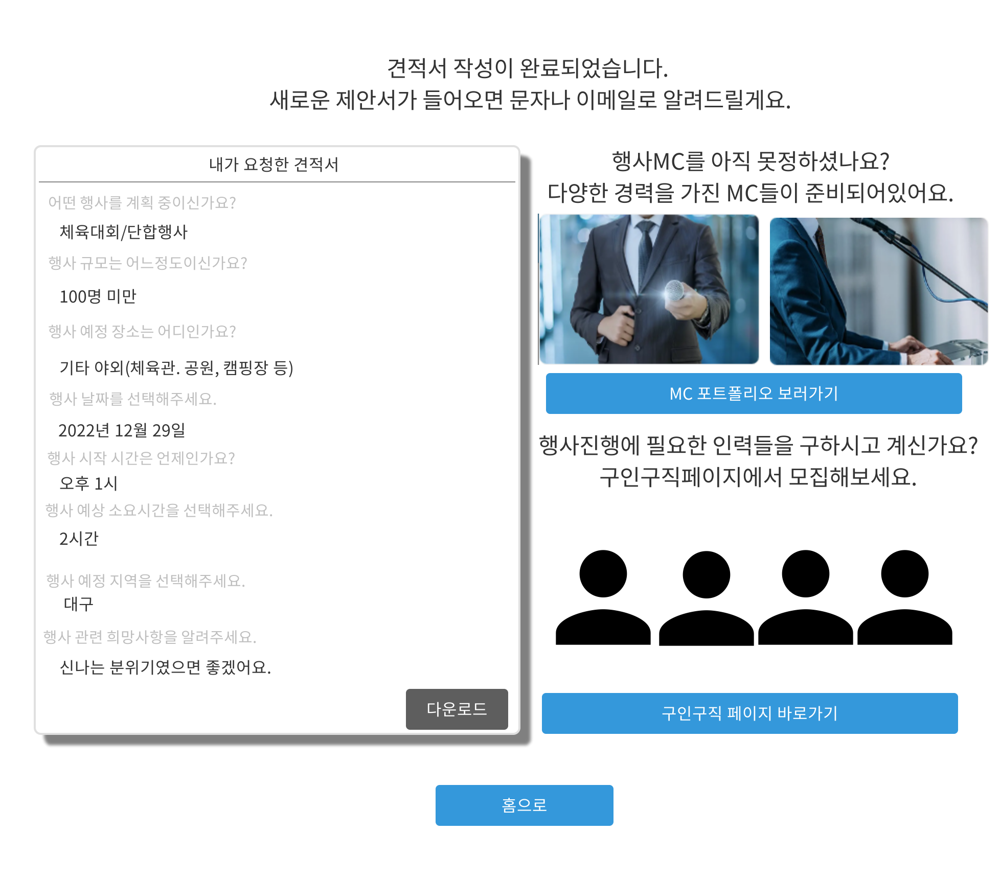 견적서 작성이 완료되었습니다.
새로운 제안서가 들어오면 문자나 이메일로 알려드릴게요.
내가 요청한 견적서
어떤 행사를 계획 중이신가요?
체육대회/단합행사
행사 규모는 어느정도이신가요?
100명 미만
행사 예정 장소는 어디인가요?
기타 야외(체육관. 공원, 캠핑장 등)
행사 날짜를 선택해주세요.
2022년 12월 29일
행사 시작 시간은 언제인가요?
오후 1시
행사 예상 소요시간을 선택해주세요.
2시간
행사 예정 지역을 선택해주세요.
대구
행사 관련 희망사항을 알려주세요.
신나는 분위기였으면 좋겠어요.
다운로드
행사MC를 아직 못정하셨나요?
다양한 경력을 가진 MC들이 준비되어있어요.
MC 포트폴리오 보러가기
행사진행에 필요한 인력들을 구하시고 계신가요?
구인구직페이지에서 모집해보세요.
구인구직 페이지 바로가기
홈으로